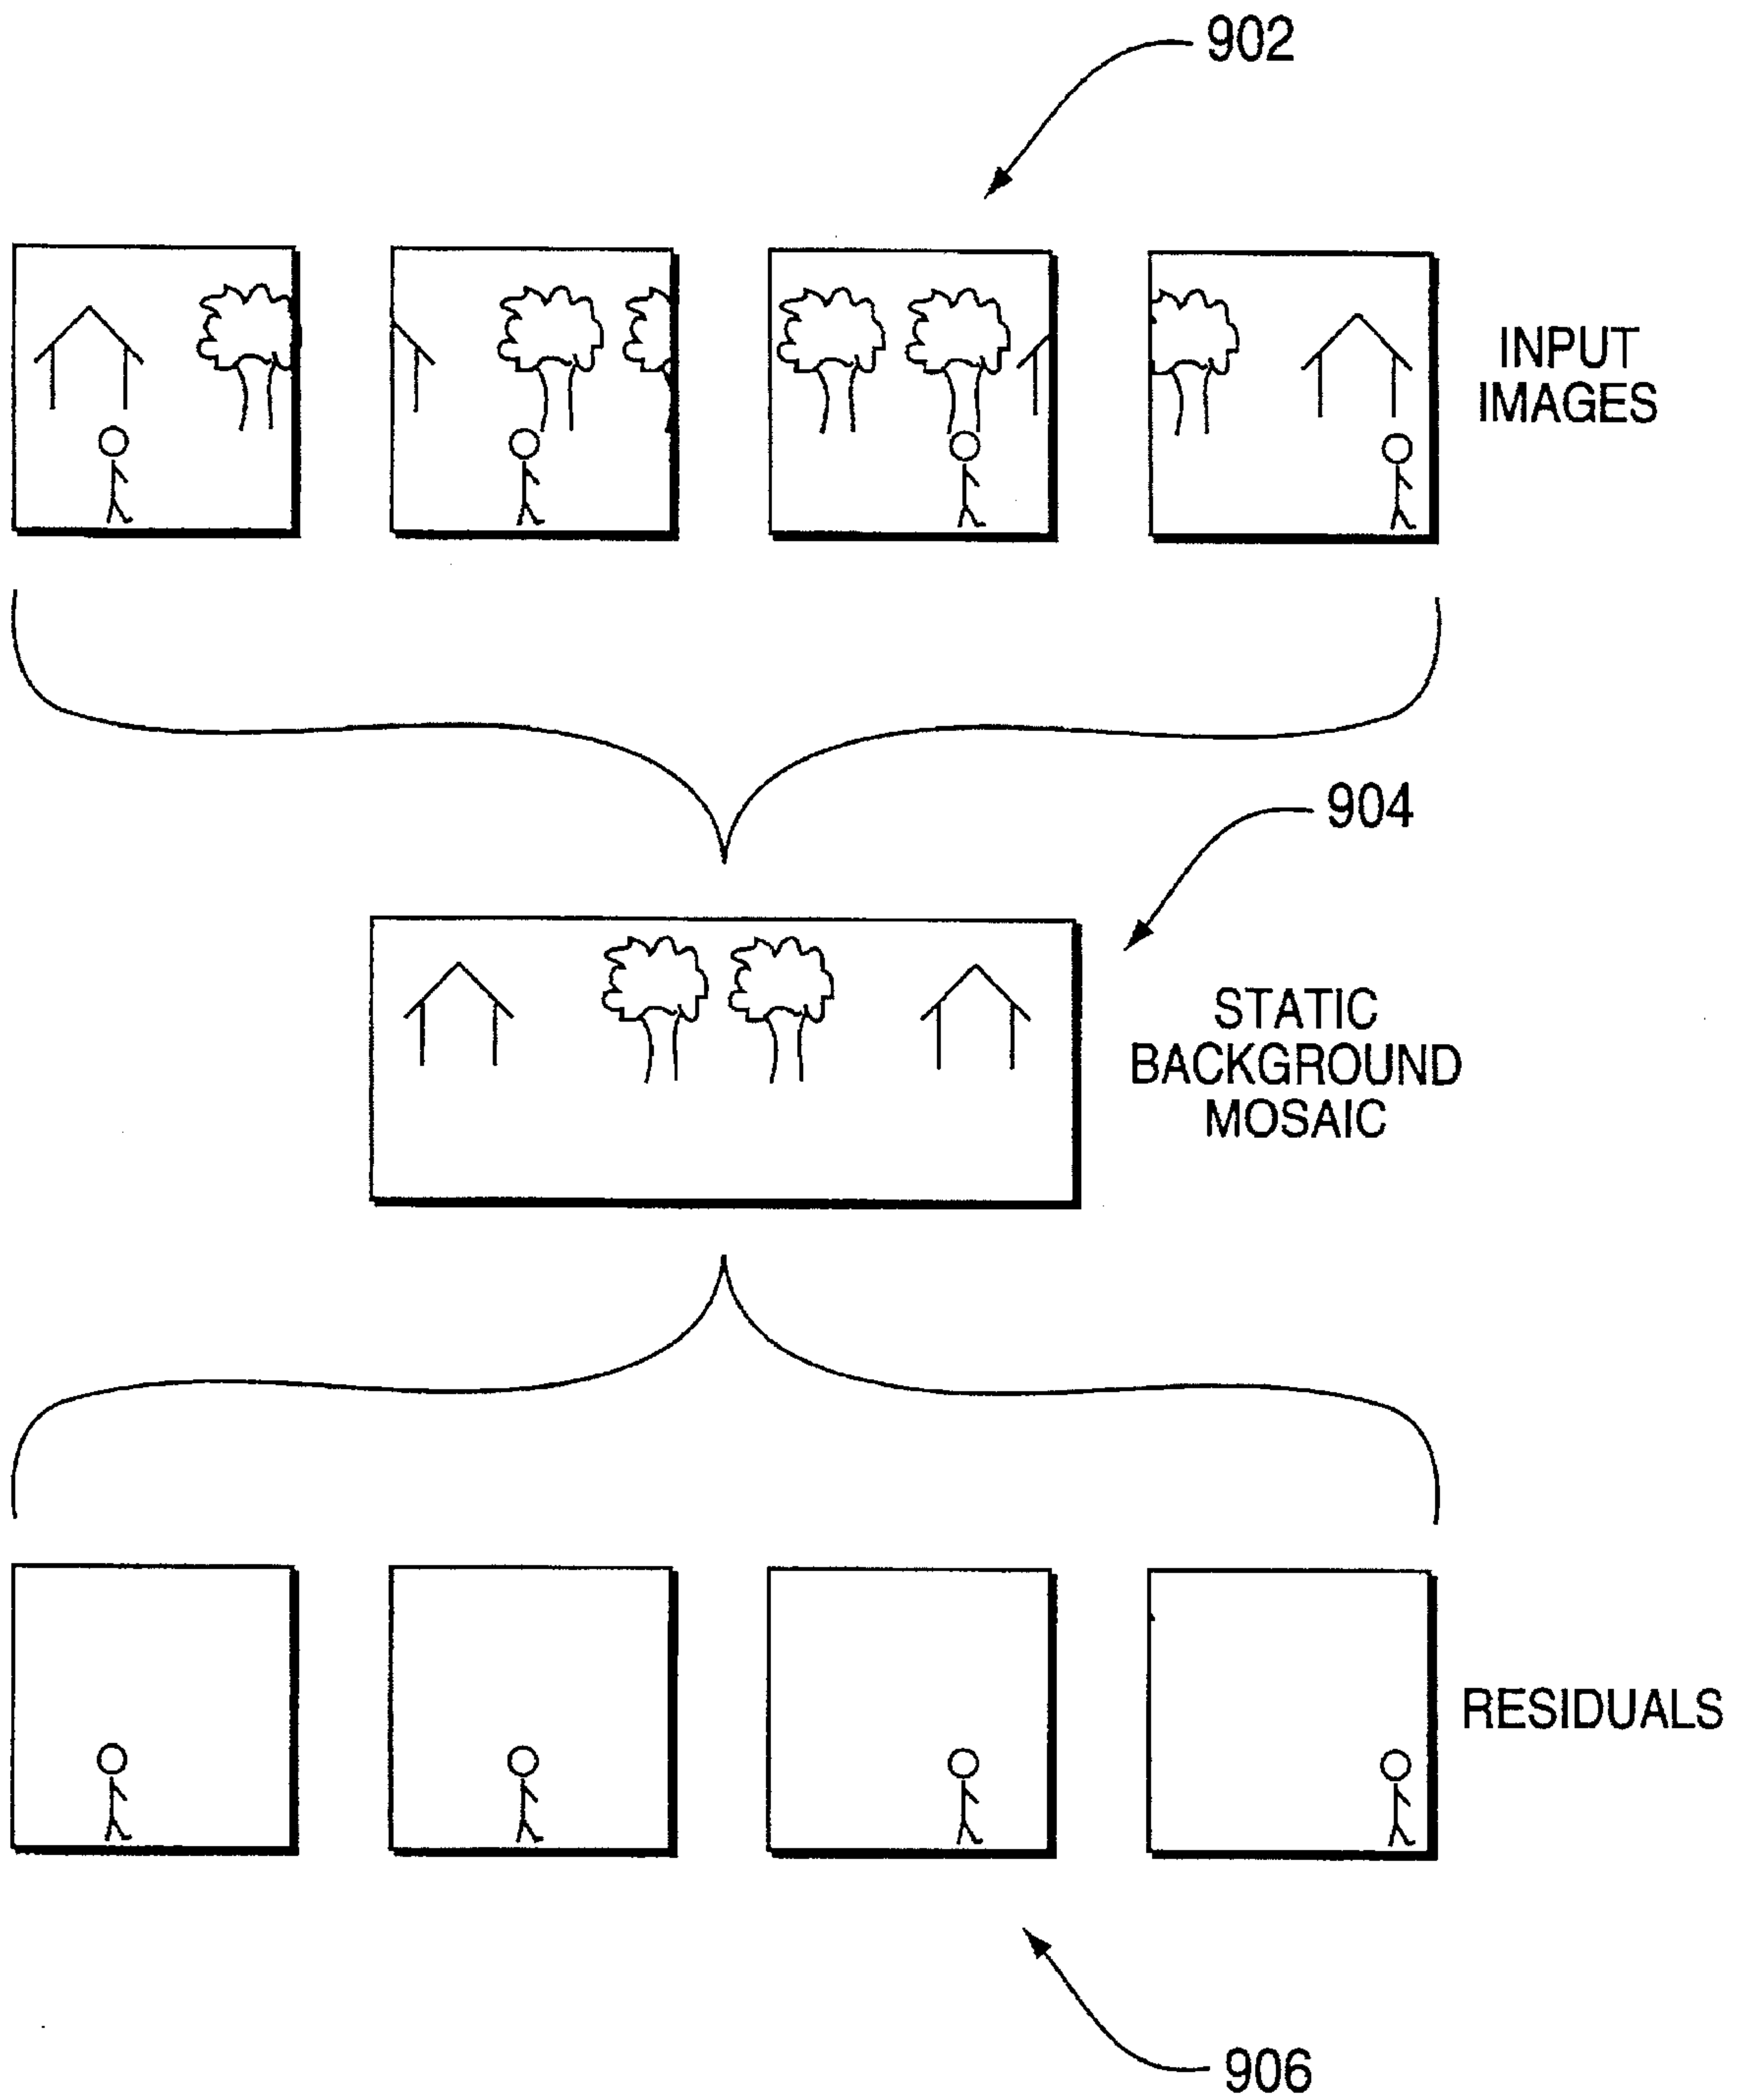 902
INPUT
IMAGES
904
STATIC
BACKGROUND
MOSAIC
RESIDUALS
906